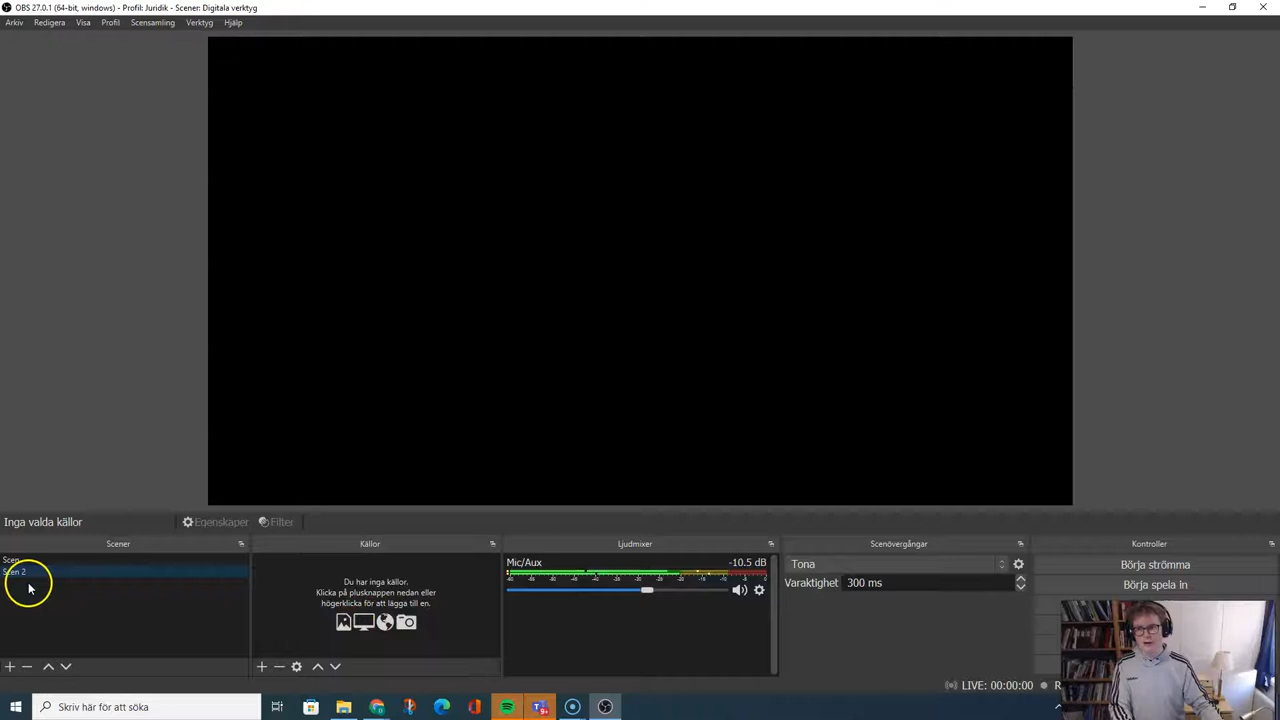 OBS 27.0.1 (64-bit, windows) - Profil: Juridik - Scener: Digitala verktyg
Arkiv Redigera Visa Profil Scensamling Verktyg Hjälp
Inga valda källor Egenskaper Filter
Scener Källor Ljudmixer Scenövergångar Kontroller
Scen
Scen 2
Du har inga källor.
Klicka på plusknappen nedan eller
högerklicka för att lägga till en.
Mic/Aux -10.5 dB
Tona
Varaktighet 300 ms
Börja strömma
Börja spela in
LIVE: 00:00:00
Skriv här för att söka